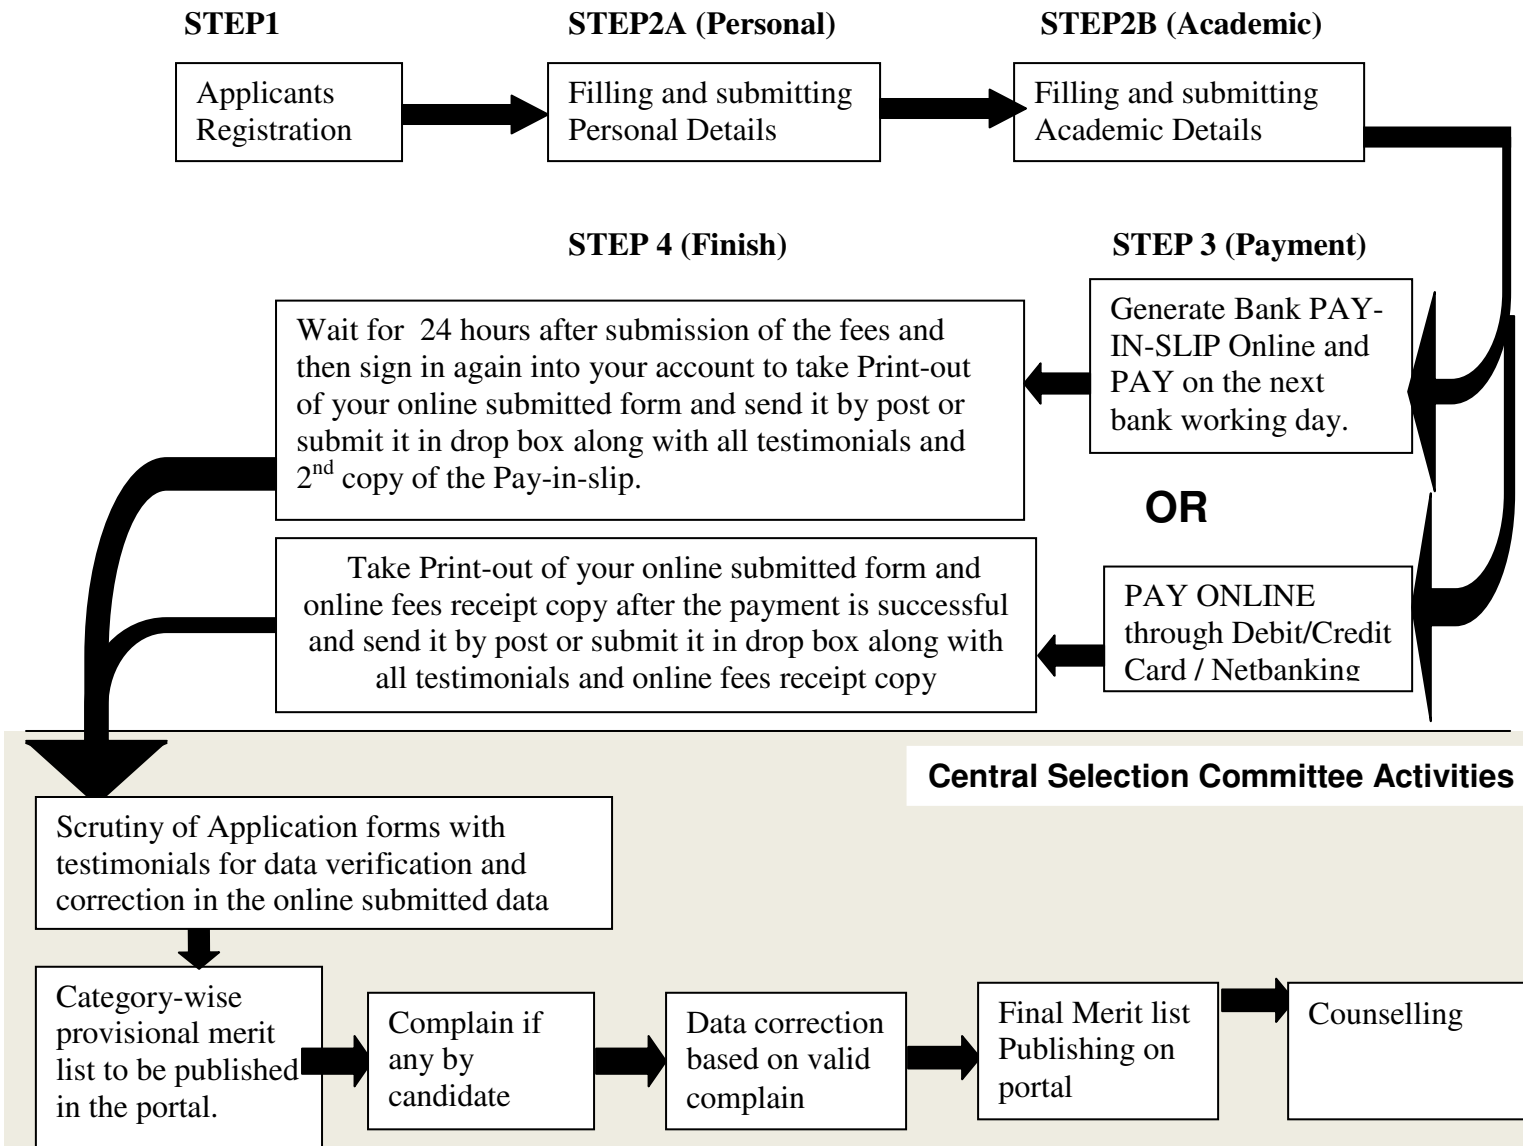 STEP1
STEP2A (Personal)
STEP2B (Academic)
Applicants
Registration
Filling and submitting
Personal Details
Filling and submitting
Academic Details
STEP 4 (Finish)
STEP 3 (Payment)
Wait for  24 hours after submission of the fees and
then sign in again into your account to take Print-out
of your online submitted form and send it by post or
submit it in drop box along with all testimonials and
2nd copy of the Pay-in-slip.
Generate Bank PAY-
IN-SLIP Online and
PAY on the next
bank working day.
OR
Take Print-out of your online submitted form and
online fees receipt copy after the payment is successful
and send it by post or submit it in drop box along with
all testimonials and online fees receipt copy
PAY ONLINE
through Debit/Credit
Card / Netbanking
Central Selection Committee Activities
Scrutiny of Application forms with
testimonials for data verification and
correction in the online submitted data
Category-wise
provisional merit
list to be published
in the portal.
Complain if
any by
candidate
Data correction
based on valid
complain
Final Merit list
Publishing on
portal
Counselling